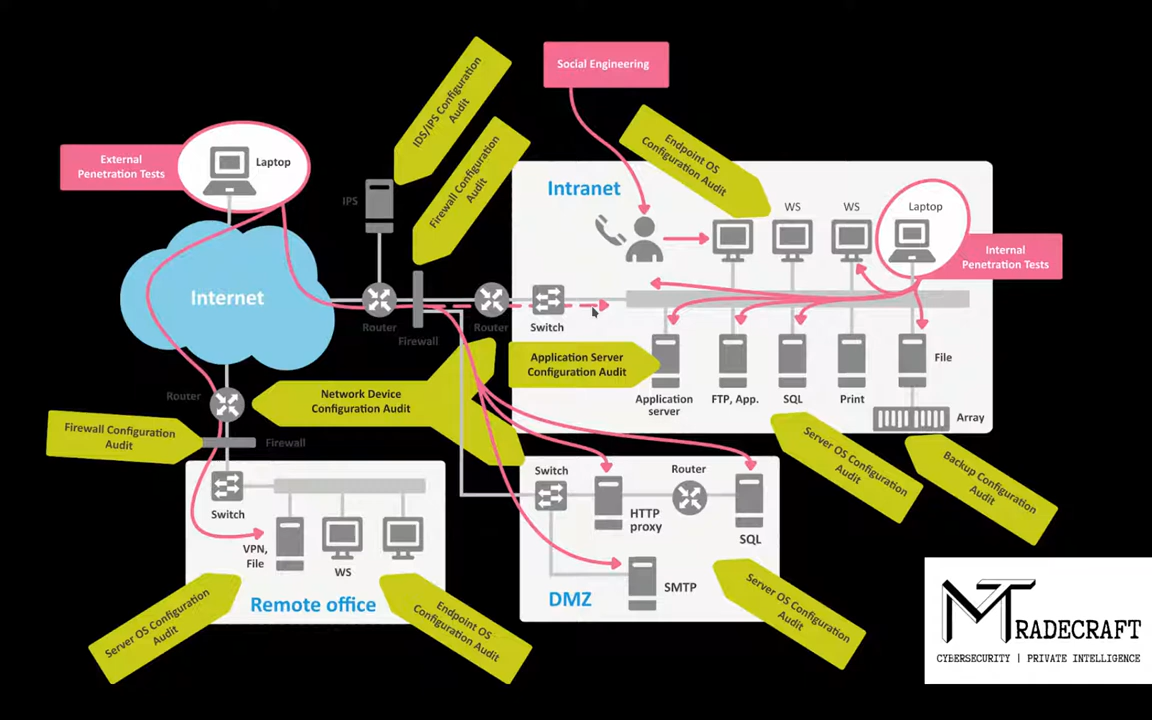 Social Engineering
IDS/IPS Configuration
Audit
Firewall Configuration
Audit
Endpoint OS
Configuration Audit
External
Penetration Tests
Laptop
IPS
Intranet
WS
WS
Laptop
Internal
Penetration Tests
Internet
Router
Firewall
Router
Switch
Application Server
Configuration Audit
File
Application
server
FTP, App.
SQL
Print
Array
Router
Network Device
Configuration Audit
Firewall Configuration
Audit
Firewall
Server OS Configuration
Audit
Backup Configuration
Audit
Switch
VPN,
File
WS
Remote office
Switch
Router
HTTP
proxy
SQL
SMTP
DMZ
Server OS Configuration
Audit
Endpoint OS
Configuration Audit
Server OS Configuration
Audit
MTRADECRAFT
CYBERSECURITY | PRIVATE INTELLIGENCE